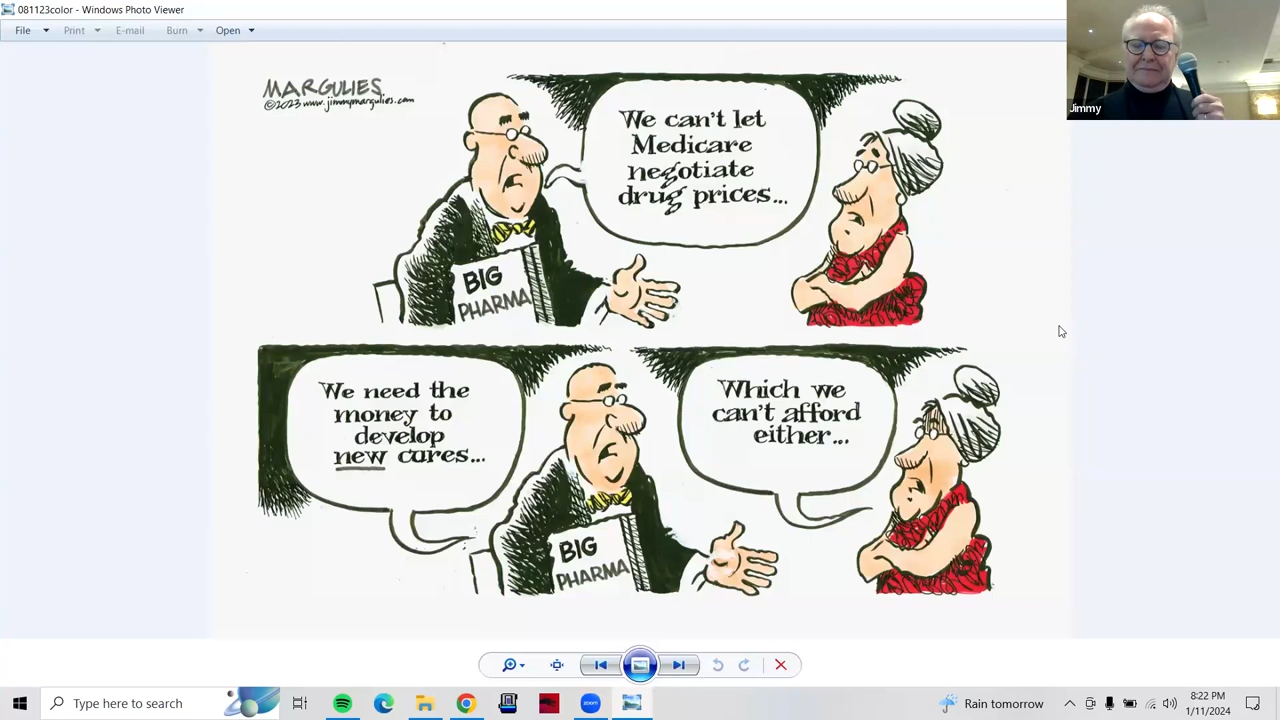 081123color - Windows Photo Viewer
File Print E-mail Burn Open
Jimmy
MARGULIES
©2023 www.jimmymargulies.com
We can't let
Medicare
negotiate
drug prices...
BIG
PHARMA
We need the
money to
develop
new cures...
Which we
can't afford
either...
BIG
PHARMA
Type here to search
zoom
Rain tomorrow
8:22 PM
1/11/2024